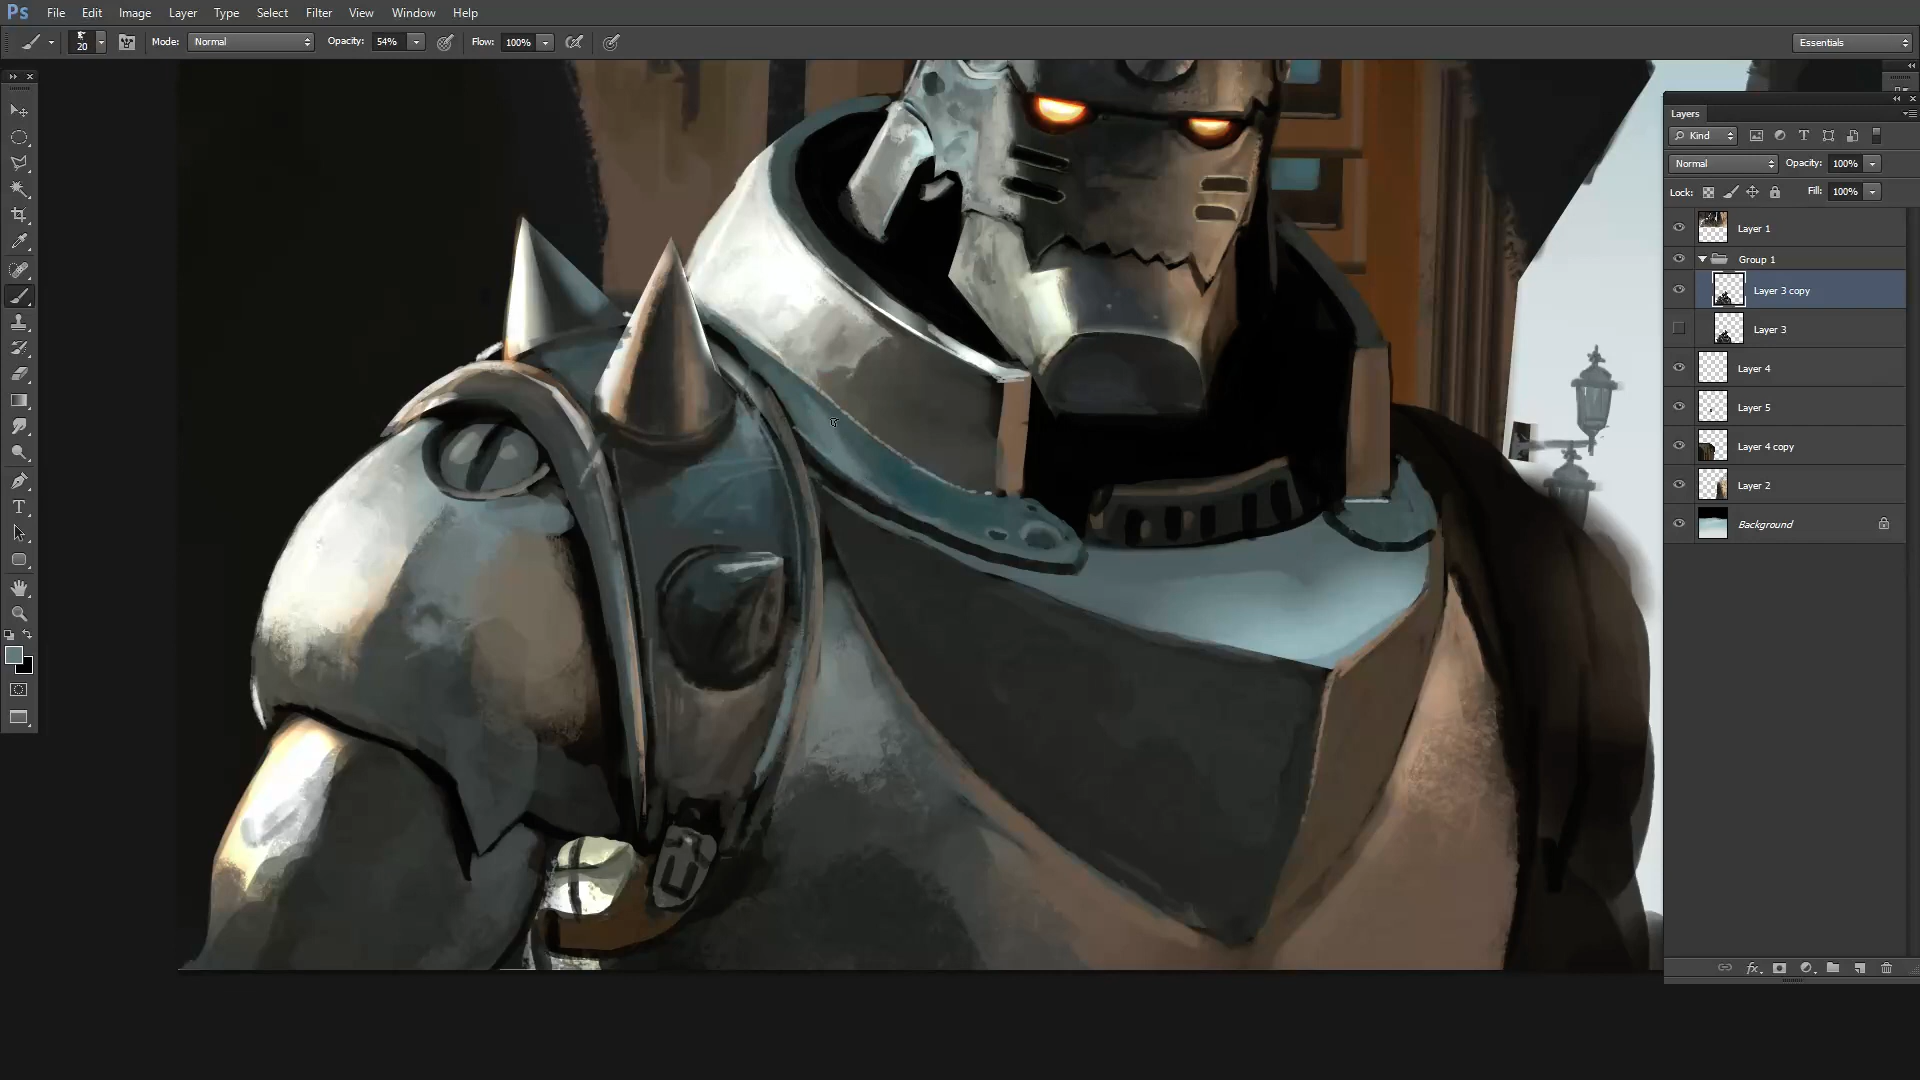 Ps File Edit Image Layer Type Select Filter View Window Help
20 Mode: Normal Opacity: 54% Flow: 100% Essentials
Layers
Kind T
Normal Opacity: 100%
Lock: Fill: 100%
Layer 1
Group 1
Layer 3 copy
Layer 3
Layer 4
Layer 5
Layer 4 copy
Layer 2
Background
T
fx